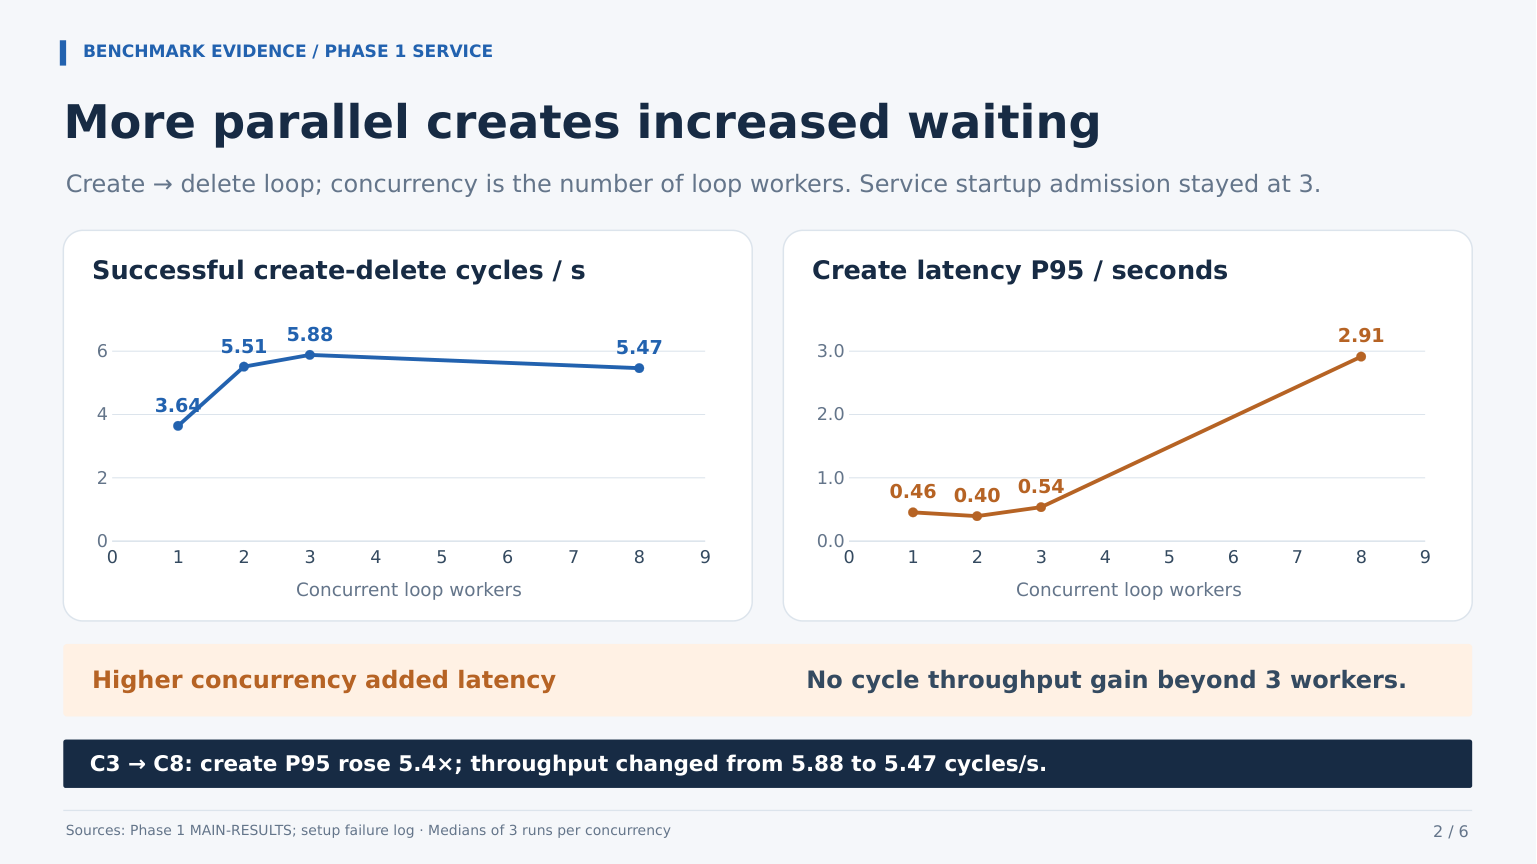 BENCHMARK EVIDENCE / PHASE 1 SERVICE
More parallel creates increased waiting
Create → delete loop; concurrency is the number of loop workers. Service startup admission stayed at 3.
Successful create-delete cycles / s
6
4
2
0
3.64
5.51
5.88
5.47
0 1 2 3 4 5 6 7 8 9
Concurrent loop workers
Create latency P95 / seconds
3.0
2.0
1.0
0.0
0.46
0.40
0.54
2.91
0 1 2 3 4 5 6 7 8 9
Concurrent loop workers
Higher concurrency added latency
No cycle throughput gain beyond 3 workers.
C3 → C8: create P95 rose 5.4×; throughput changed from 5.88 to 5.47 cycles/s.
Sources: Phase 1 MAIN-RESULTS; setup failure log · Medians of 3 runs per concurrency
2 / 6